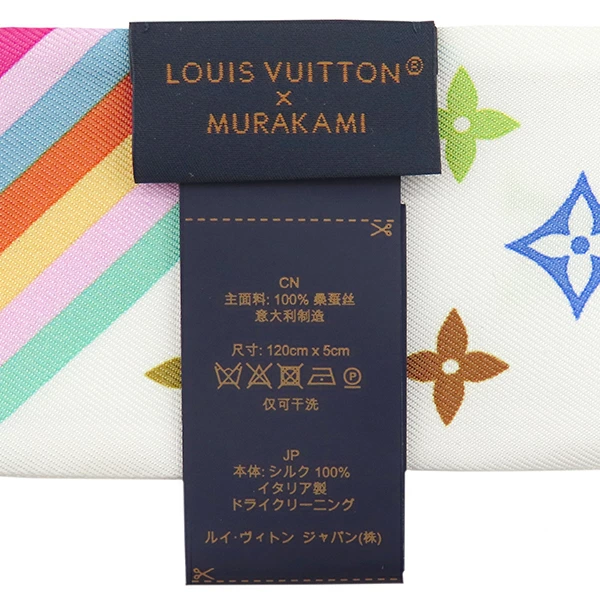 LOUIS VUITTON®
×
MURAKAMI
CN
主面料: 100% 桑蚕丝
意大利制造
尺寸: 120cm x 5cm
P
仅可干洗
JP
本体: シルク 100%
イタリア製
ドライクリーニング
ルイ・ヴィトン ジャパン(株)